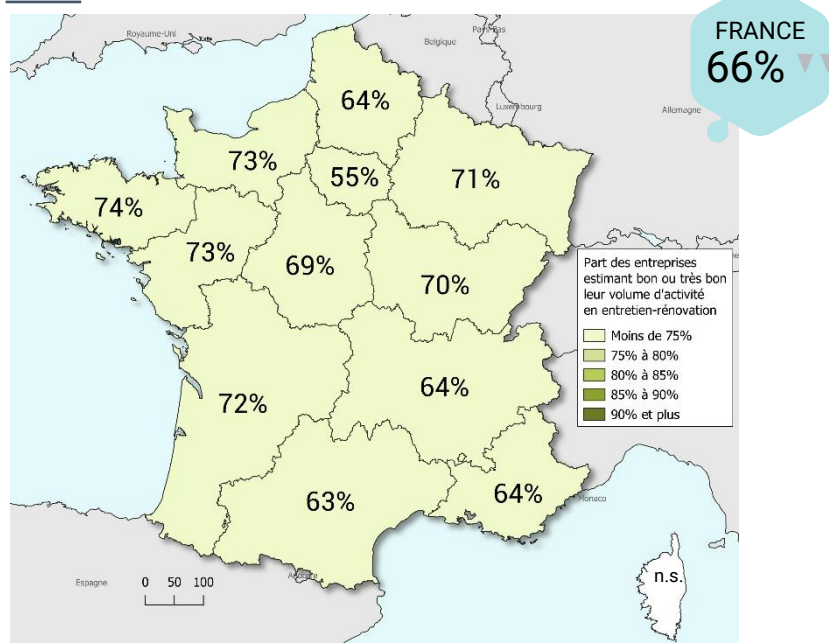 FRANCE
66%
Royaume-Uni
Belgique
Pays-Bas
Luxembourg
Allemagne
64%
73%
55%
71%
74%
73%
69%
70%
Part des entreprises
estimant bon ou très bon
leur volume d'activité
en entretien-rénovation
Moins de 75%
75% à 80%
80% à 85%
85% à 90%
90% et plus
72%
64%
63%
64%
Monaco
n.s.
Espagne
0 50 100
Andorre